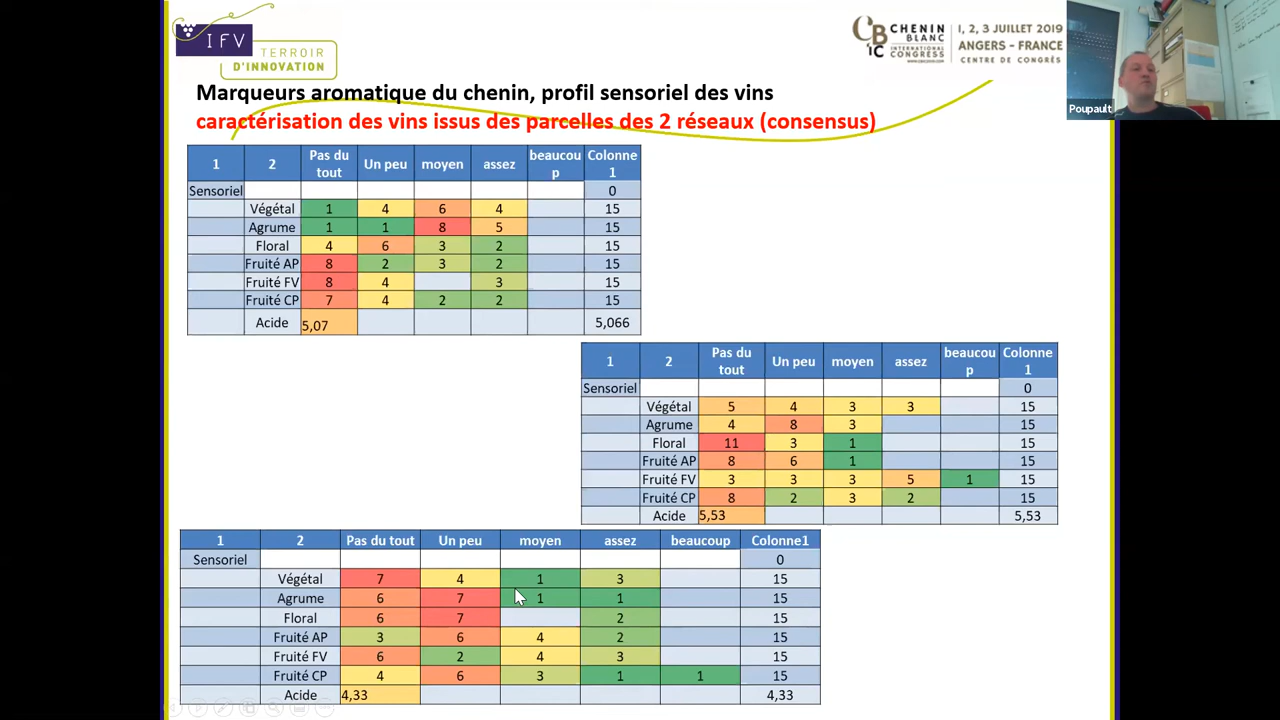 IFV
TERROIR
D'INNOVATION
CHENIN
BLANC
INTERNATIONAL
CONGRESS
1, 2, 3 JUILLET 2019
ANGERS - FRANCE
CENTRE DE CONGRÈS
Poupault
Marqueurs aromatique du chenin, profil sensoriel des vins
caractérisation des vins issus des parcelles des 2 réseaux (consensus)
1 2 Pas du tout Un peu moyen assez beaucoup Colonne 1
Sensoriel 0
Végétal 1 4 6 4 15
Agrume 1 1 8 5 15
Floral 4 6 3 2 15
Fruité AP 8 2 3 2 15
Fruité FV 8 4 3 15
Fruité CP 7 4 2 2 15
Acide 5,07 5,066
1 2 Pas du tout Un peu moyen assez beaucoup Colonne 1
Sensoriel 0
Végétal 5 4 3 3 15
Agrume 4 8 3 15
Floral 11 3 1 15
Fruité AP 8 6 1 15
Fruité FV 3 3 3 5 1 15
Fruité CP 8 2 3 2 15
Acide 5,53 5,53
1 2 Pas du tout Un peu moyen assez beaucoup Colonne1
Sensoriel 0
Végétal 7 4 1 3 15
Agrume 6 7 1 1 15
Floral 6 7 2 15
Fruité AP 3 6 4 2 15
Fruité FV 6 2 4 3 15
Fruité CP 4 6 3 1 1 15
Acide 4,33 4,33